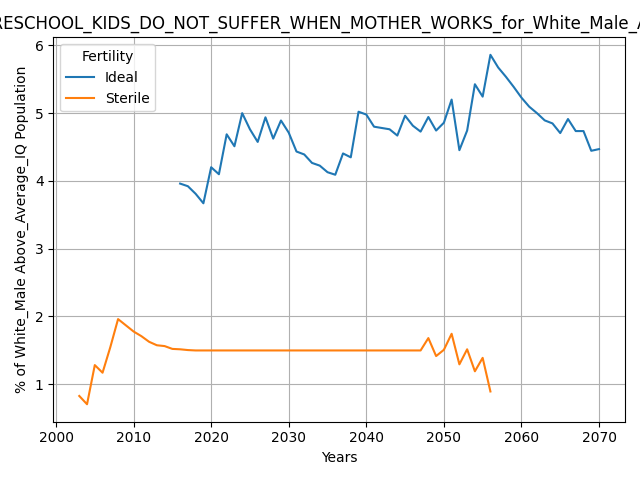 RESCHOOL_KIDS_DO_NOT_SUFFER_WHEN_MOTHER_WORKS_for_White_Male_A
Fertility
Ideal
Sterile
% of White_Male Above_Average_IQ Population
6
5
4
3
2
1
2000 2010 2020 2030 2040 2050 2060 2070
Years